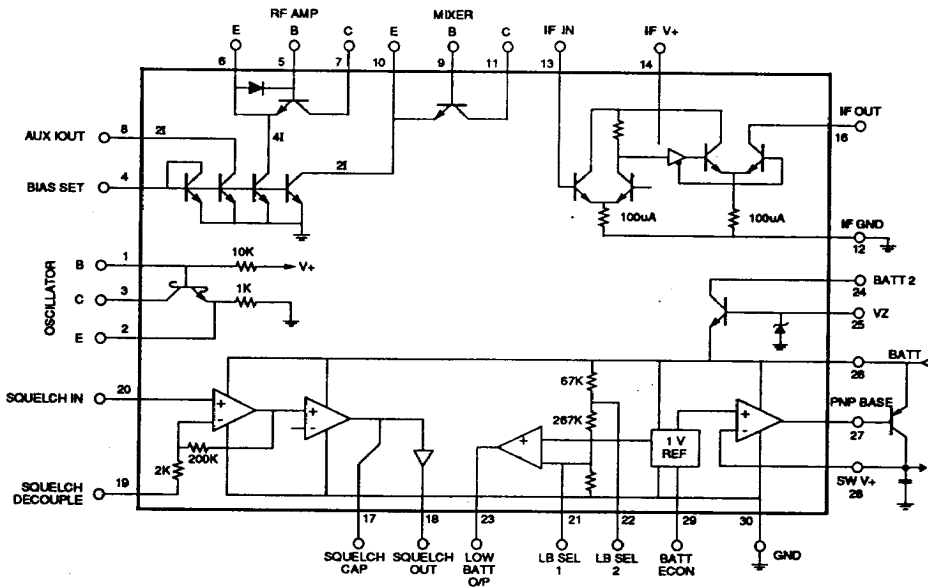 RF AMP
MIXER
E B C E B C IF IN IF V+
6 5 7 10 9 11 13 14
AUX IOUT 8 2I
4I
2I
IF OUT
16
BIAS SET 4
100uA 100uA
IF GND
12
OSCILLATOR
B 1 10K V+
C 3 1K
E 2
BATT 2
24
VZ
25
BATT
26
SQUELCH IN 20
+
-
+
-
200K
2K
SQUELCH
DECOUPLE
19
67K
267K
+
1 V
REF
+
-
PNP BASE
27
SW V+
28
17 18 23 21 22 29 30
SQUELCH
CAP
SQUELCH
OUT
LOW
BATT
O/P
LB SEL
1
LB SEL
2
BATT
ECON
GND